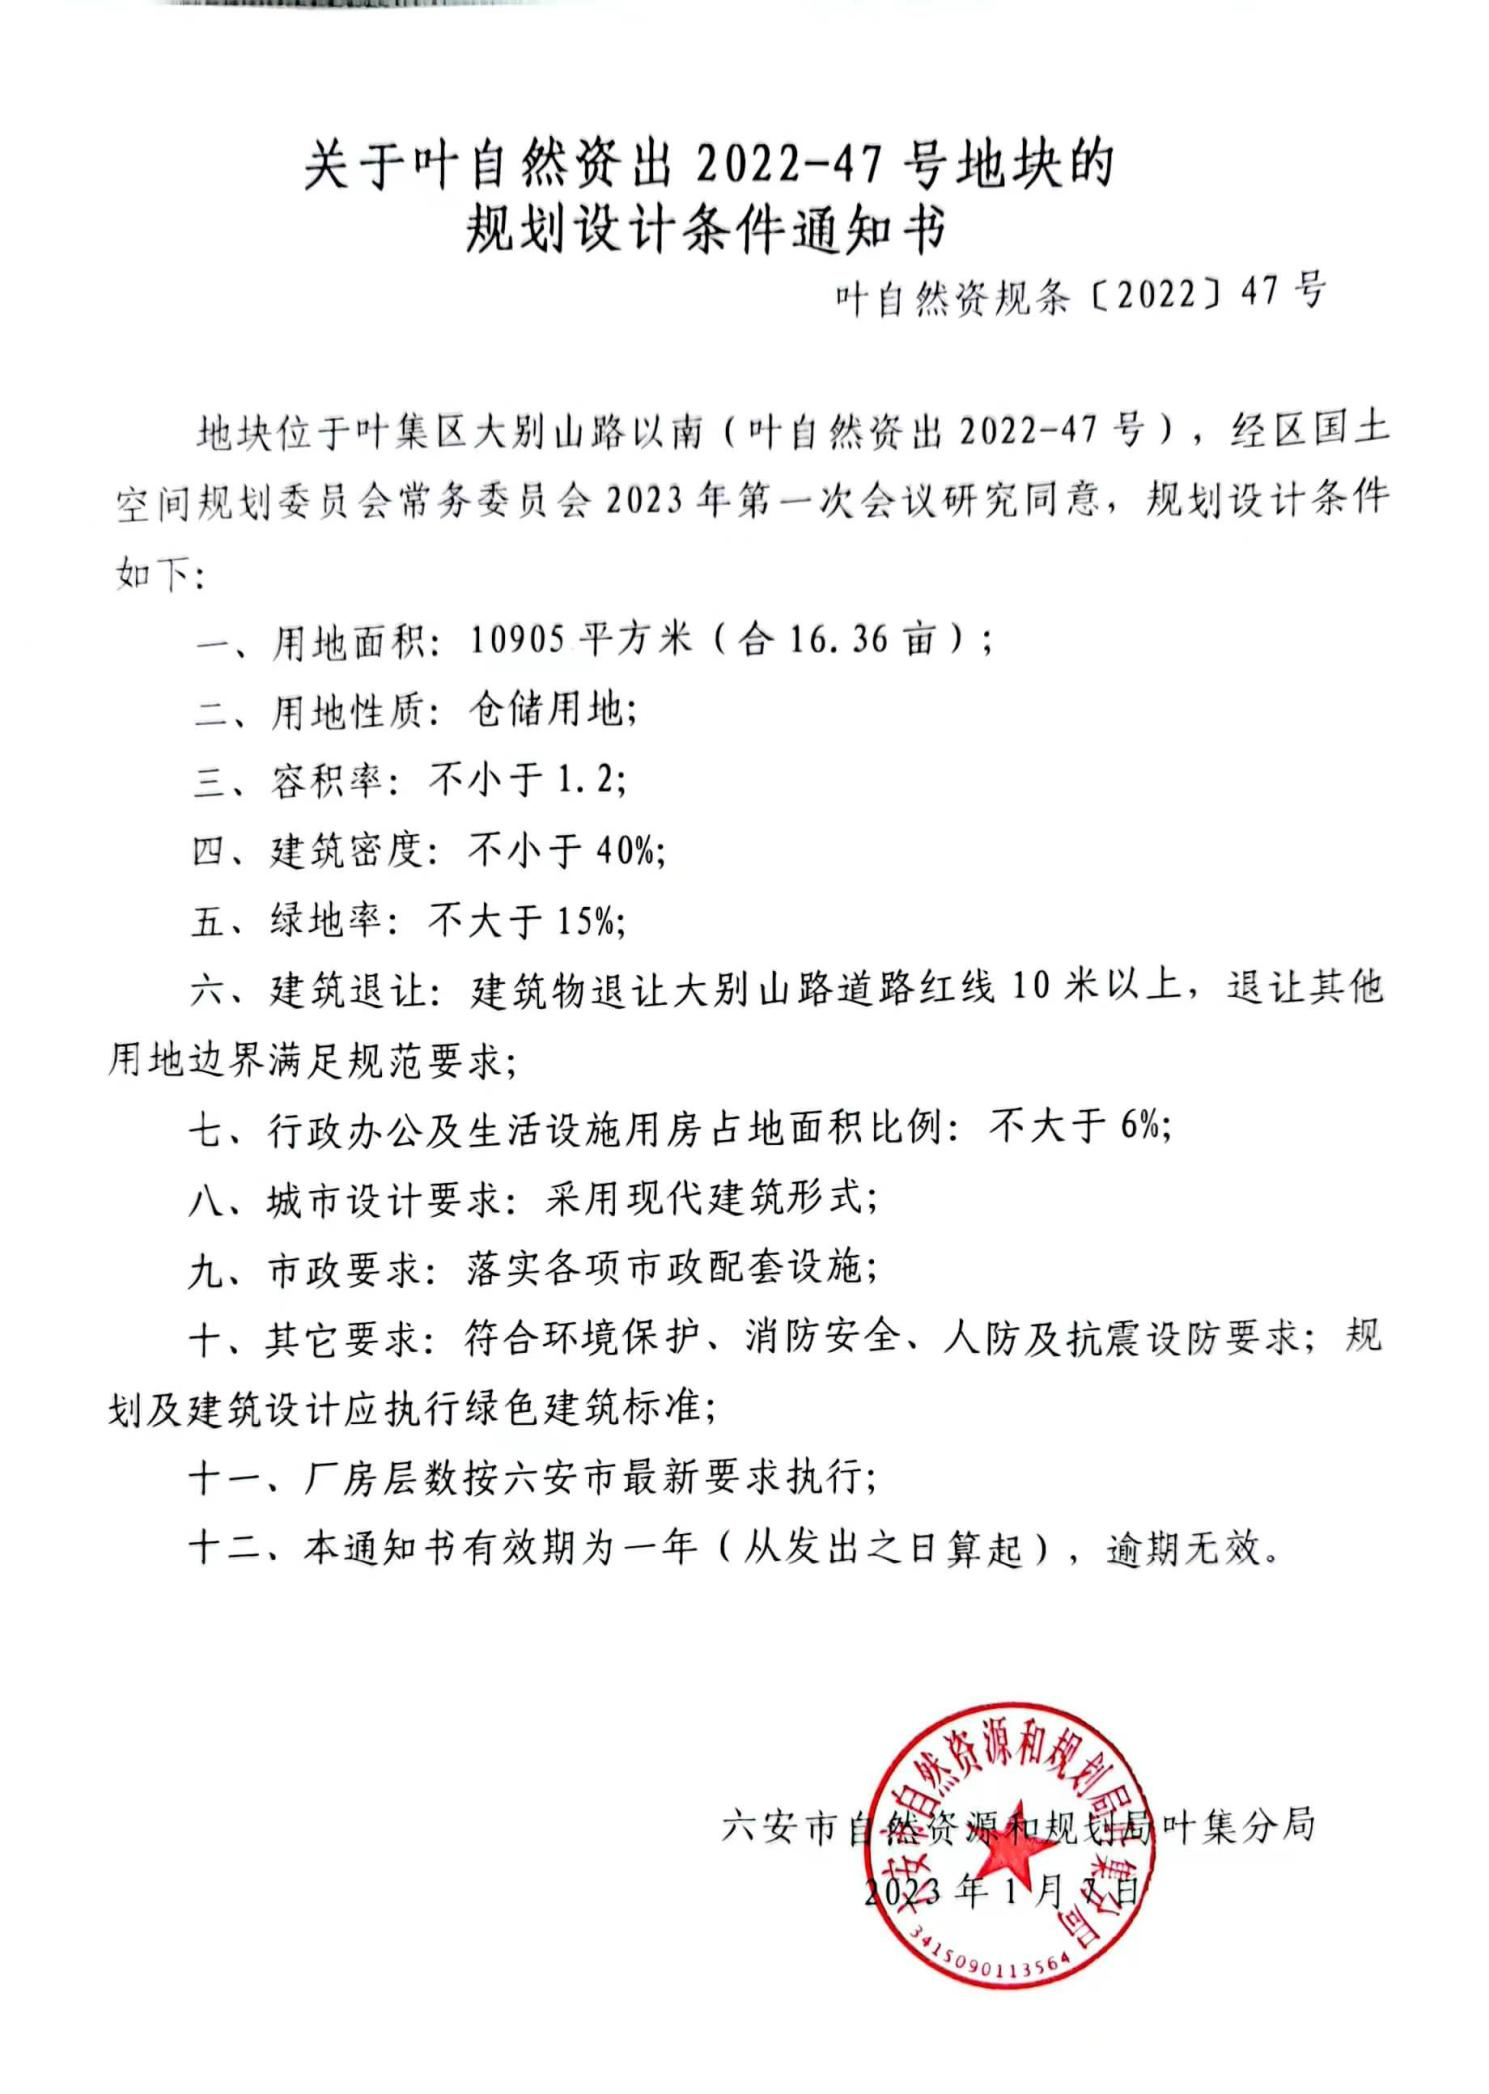 关于叶自然资出 2022-47 号地块的
规划设计条件通知书
叶自然资规条〔2022〕47 号
地块位于叶集区大别山路以南（叶自然资出 2022-47 号），经区国土
空间规划委员会常务委员会 2023 年第一次会议研究同意，规划设计条件
如下：
一、用地面积：10905 平方米（合 16.36 亩）；
二、用地性质：仓储用地；
三、容积率：不小于 1.2；
四、建筑密度：不小于 40%；
五、绿地率：不大于 15%；
六、建筑退让：建筑物退让大别山路道路红线 10 米以上，退让其他
用地边界满足规范要求；
七、行政办公及生活设施用房占地面积比例：不大于 6%；
八、城市设计要求：采用现代建筑形式；
九、市政要求：落实各项市政配套设施；
十、其它要求：符合环境保护、消防安全、人防及抗震设防要求；规
划及建筑设计应执行绿色建筑标准；
十一、厂房层数按六安市最新要求执行；
十二、本通知书有效期为一年（从发出之日算起），逾期无效。
六安市自然资源和规划局叶集分局
2023 年 1 月 7 日
六安市自然资源和规划局叶集分局
3415090113564